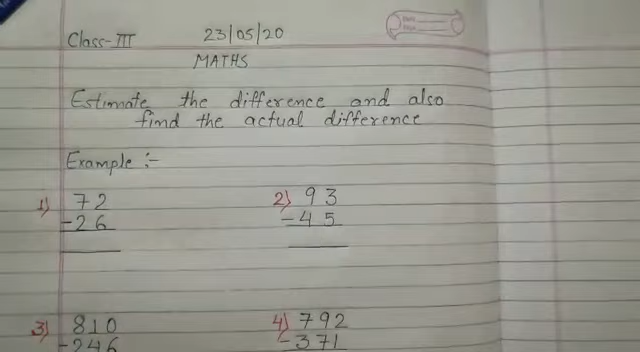 Class-III 23/05/20
MATHS
Estimate the difference and also
find the actual difference
Example :-
1) 72 2) 93
-26 -45
3) 810 4) 792
-246 -371